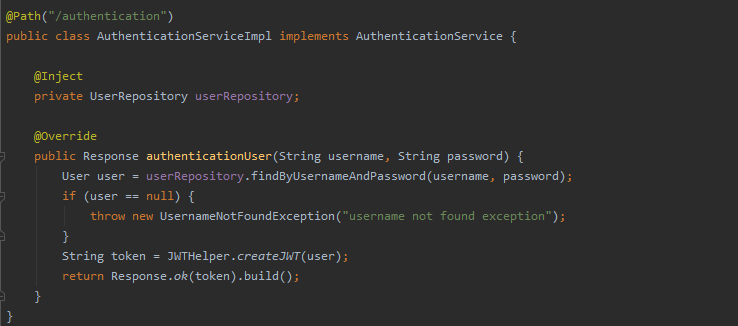 @Path("/authentication")
public class AuthenticationServiceImpl implements AuthenticationService {
@Inject
private UserRepository userRepository;
@Override
public Response authenticationUser(String username, String password) {
User user = userRepository.findByUsernameAndPassword(username, password);
if (user == null) {
throw new UsernameNotFoundException("username not found exception");
}
String token = JWTHelper.createJWT(user);
return Response.ok(token).build();
}
}